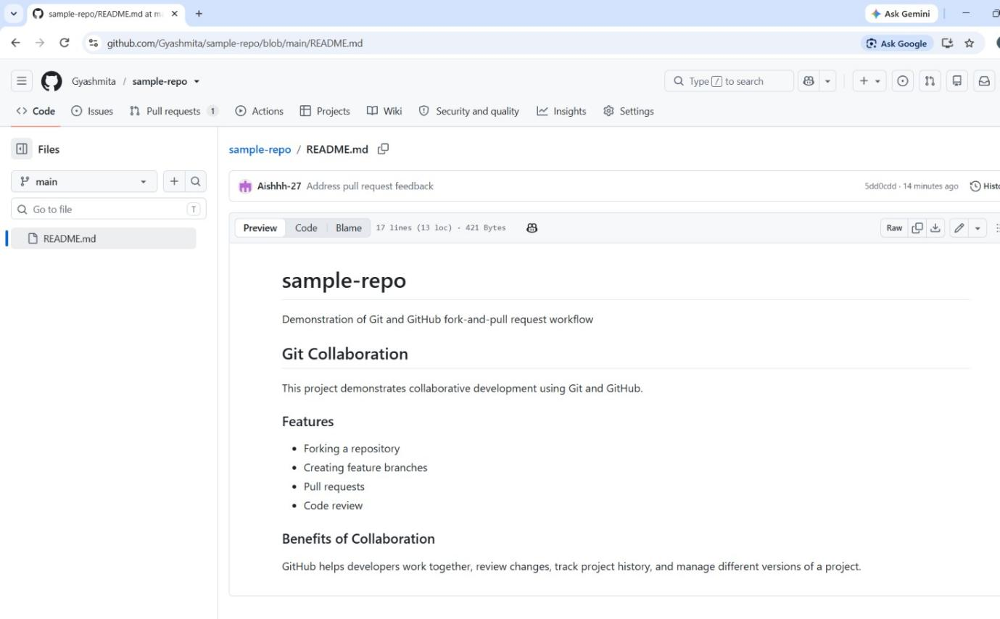 sample-repo/README.md at ma
Ask Gemini
github.com/Gyashmita/sample-repo/blob/main/README.md
Ask Google
Gyashmita / sample-repo
Type / to search
Code
Issues
Pull requests 1
Actions
Projects
Wiki
Security and quality
Insights
Settings
Files
main
Go to file T
README.md
sample-repo / README.md
Aishhh-27 Address pull request feedback
5dd0cdd · 14 minutes ago
Histo
Preview Code Blame 17 lines (13 loc) · 421 Bytes
Raw
sample-repo
Demonstration of Git and GitHub fork-and-pull request workflow
Git Collaboration
This project demonstrates collaborative development using Git and GitHub.
Features
• Forking a repository
• Creating feature branches
• Pull requests
• Code review
Benefits of Collaboration
GitHub helps developers work together, review changes, track project history, and manage different versions of a project.